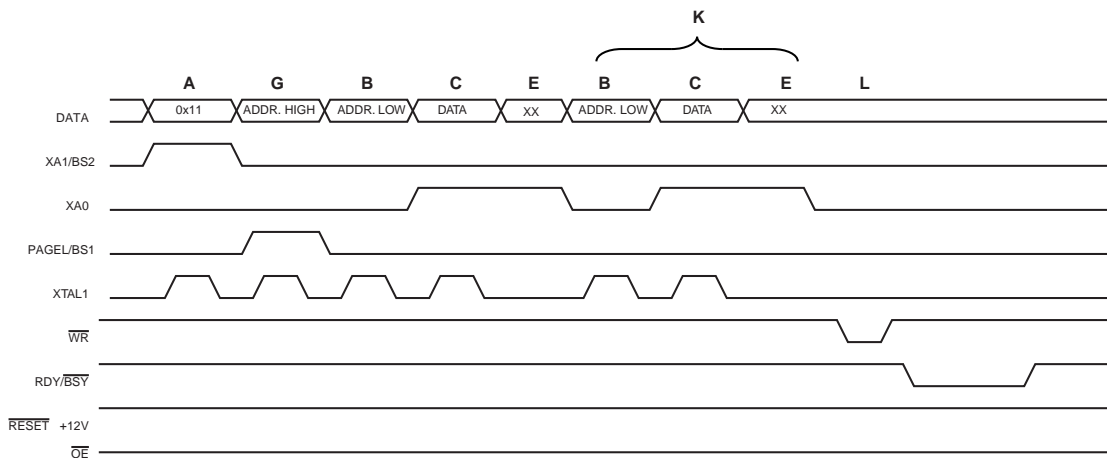 K
A G B C E B C E L
DATA 0x11 ADDR. HIGH ADDR. LOW DATA XX ADDR. LOW DATA XX
XA1/BS2
XA0
PAGEL/BS1
XTAL1
WR
RDY/BSY
RESET +12V
OE